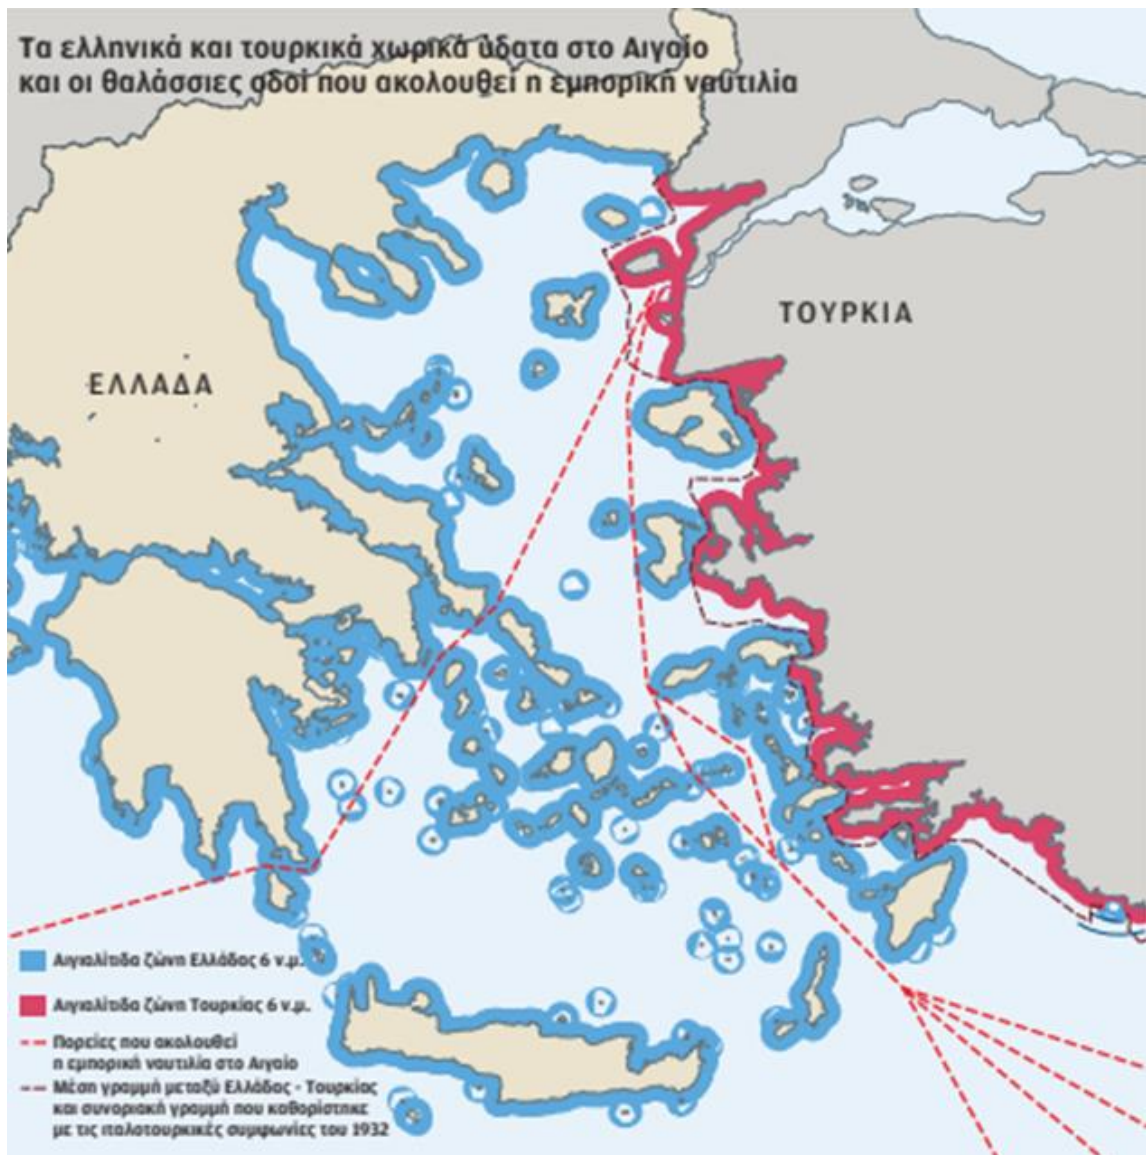 Τα ελληνικά και τουρκικά χωρικά ύδατα στο Αιγαίο
και οι θαλάσσιες οδοί που ακολουθεί η εμπορική ναυτιλία
ΤΟΥΡΚΙΑ
ΕΛΛΑΔΑ
Αιγιαλίτιδα ζώνη Ελλάδας 6 ν.μ.
Αιγιαλίτιδα ζώνη Τουρκίας 6 ν.μ.
Πορείες που ακολουθεί
η εμπορική ναυτιλία στο Αιγαίο
Μέση γραμμή μεταξύ Ελλάδας - Τουρκίας
και συνοριακή γραμμή που καθορίστηκε
με τις ιταλοτουρκικές συμφωνίες του 1932